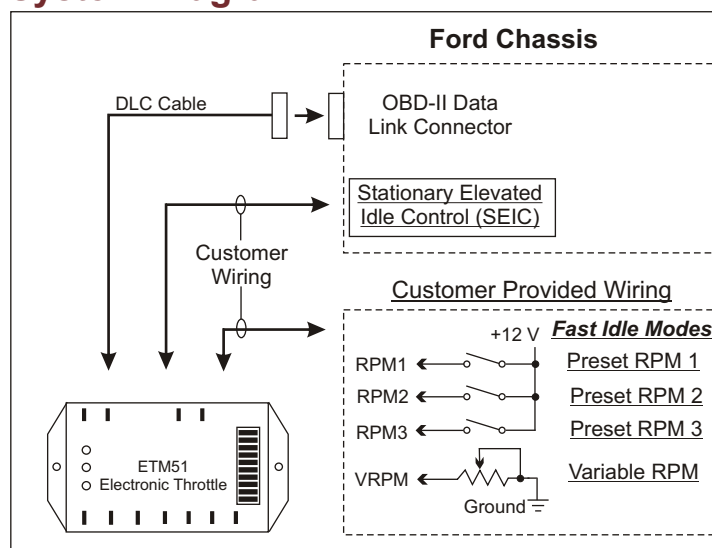 Ford Chassis
DLC Cable
OBD-II Data
Link Connector
Stationary Elevated
Idle Control (SEIC)
Customer
Wiring
Customer Provided Wiring
+12 V
Fast Idle Modes
RPM1
Preset RPM 1
RPM2
Preset RPM 2
RPM3
Preset RPM 3
VRPM
Variable RPM
Ground
ETM51
Electronic Throttle